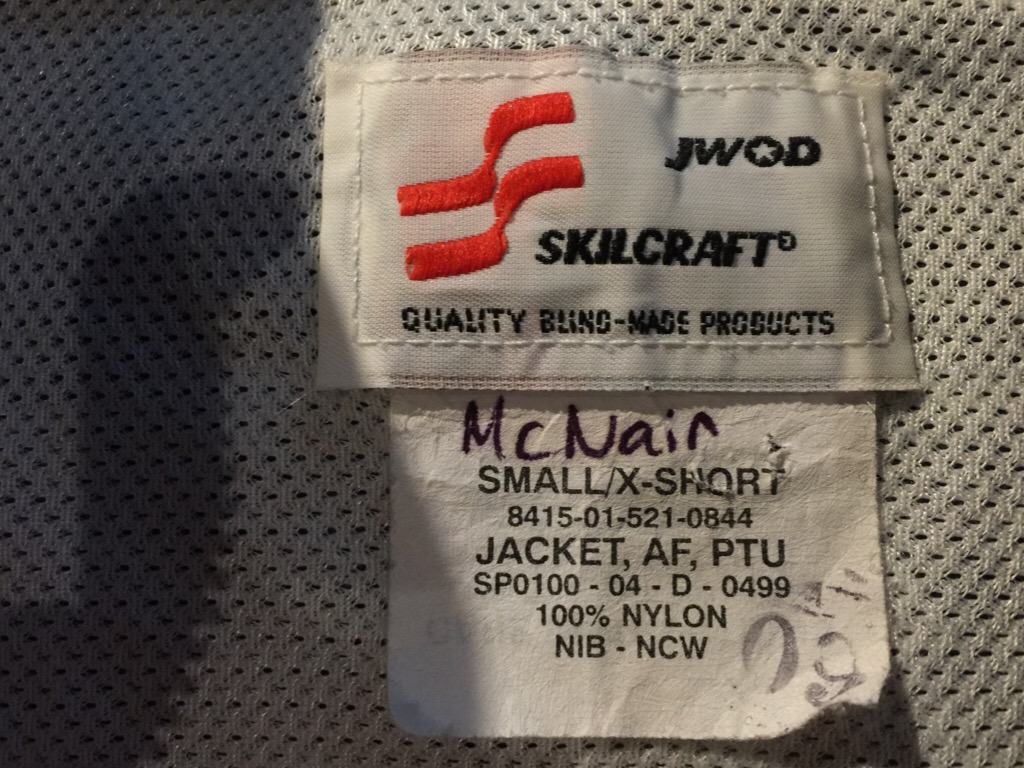 JWOD
SKILCRAFT®
QUALITY BLIND-MADE PRODUCTS
McNair
SMALL/X-SHORT
8415-01-521-0844
JACKET, AF, PTU
SP0100 - 04 - D - 0499
100% NYLON
NIB - NCW